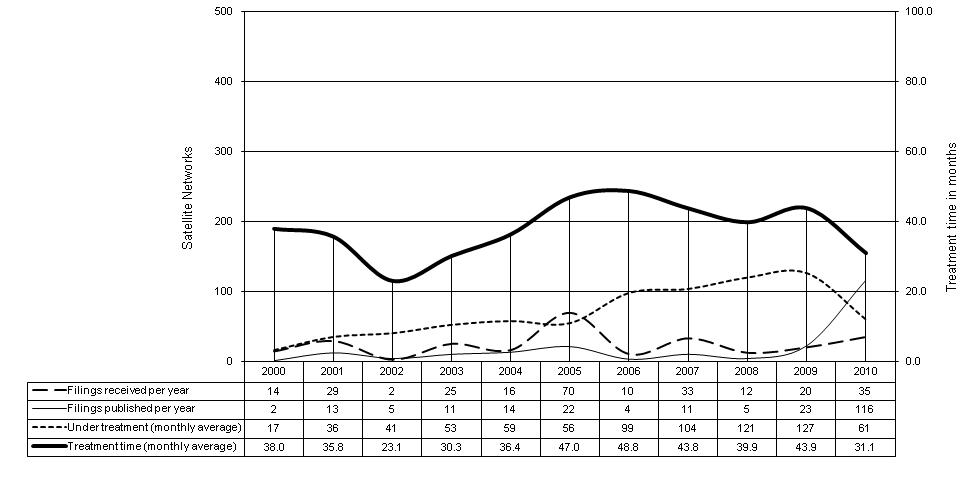 500 100.0
400 80.0
300 60.0
200 40.0
100 20.0
0 0.0
Satellite Networks
Treatment time in months
2000 2001 2002 2003 2004 2005 2006 2007 2008 2009 2010
Filings received per year 14 29 2 25 16 70 10 33 12 20 35
Filings published per year 2 13 5 11 14 22 4 11 5 23 116
Under treatment (monthly average) 17 36 41 53 59 56 99 104 121 127 61
Treatment time (monthly average) 38.0 35.8 23.1 30.3 36.4 47.0 48.8 43.8 39.9 43.9 31.1